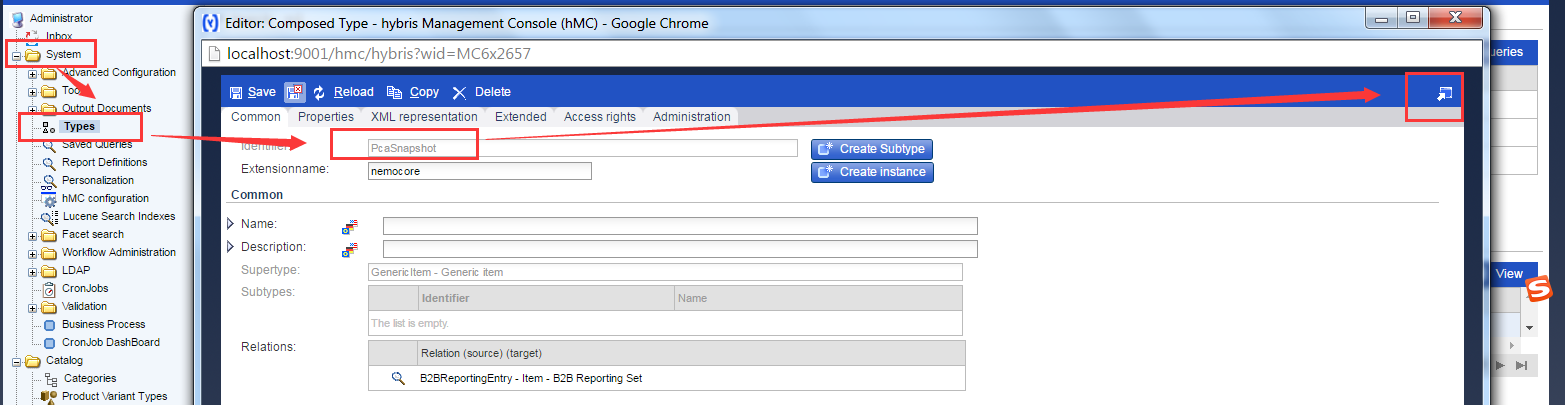 Administrator
Inbox
System
Advanced Configuration
Output Documents
Types
Saved Queries
Report Definitions
Personalization
hMC configuration
Lucene Search Indexes
Facet search
Workflow Administration
LDAP
CronJobs
Validation
Business Process
CronJob DashBoard
Catalog
Categories
Product Variant Types
Editor: Composed Type - hybris Management Console (hMC) - Google Chrome
localhost:9001/hmc/hybris?wid=MC6x2657
Save Reload Copy Delete
Common Properties XML representation Extended Access rights Administration
Identifier: PcaSnapshot Create Subtype
Extensionname: nemocore Create instance
Common
Name:
Description:
Supertype: GenericItem - Generic item
Subtypes: Identifier Name
The list is empty.
Relations: Relation (source) (target)
B2BReportingEntry - Item - B2B Reporting Set
View
S